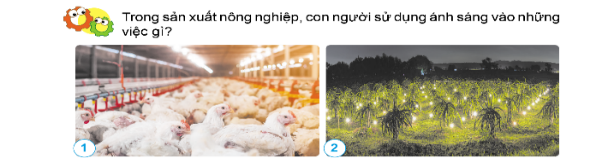 Trong sản xuất nông nghiệp, con người sử dụng ánh sáng vào những
việc gì?
1
2